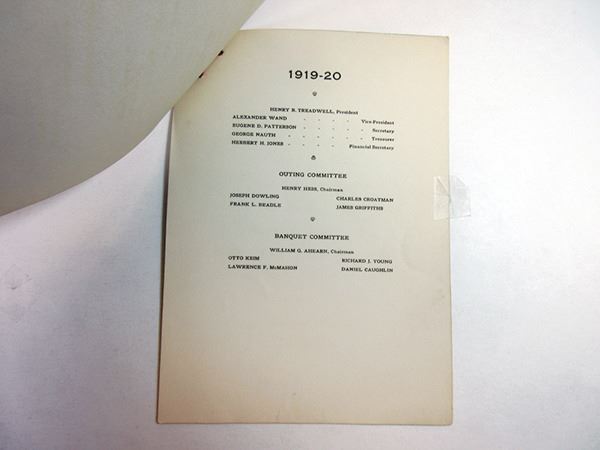 1919-20
HENRY B. TREADWELL, President
ALEXANDER WAND - - - - Vice-President
EUGENE D. PATTERSON - - - - Secretary
GEORGE NAUTH - - - - Treasurer
HERBERT H. JONES - - - - Financial Secretary
OUTING COMMITTEE
HENRY HEIS, Chairman
JOSEPH DOWLING CHARLES CROATMAN
FRANK L. BEADLE JAMES GRIFFITHS
BANQUET COMMITTEE
WILLIAM G. AHEARN, Chairman
OTTO KEIM RICHARD J. YOUNG
LAWRENCE F. McMAHON DANIEL CAUGHLIN